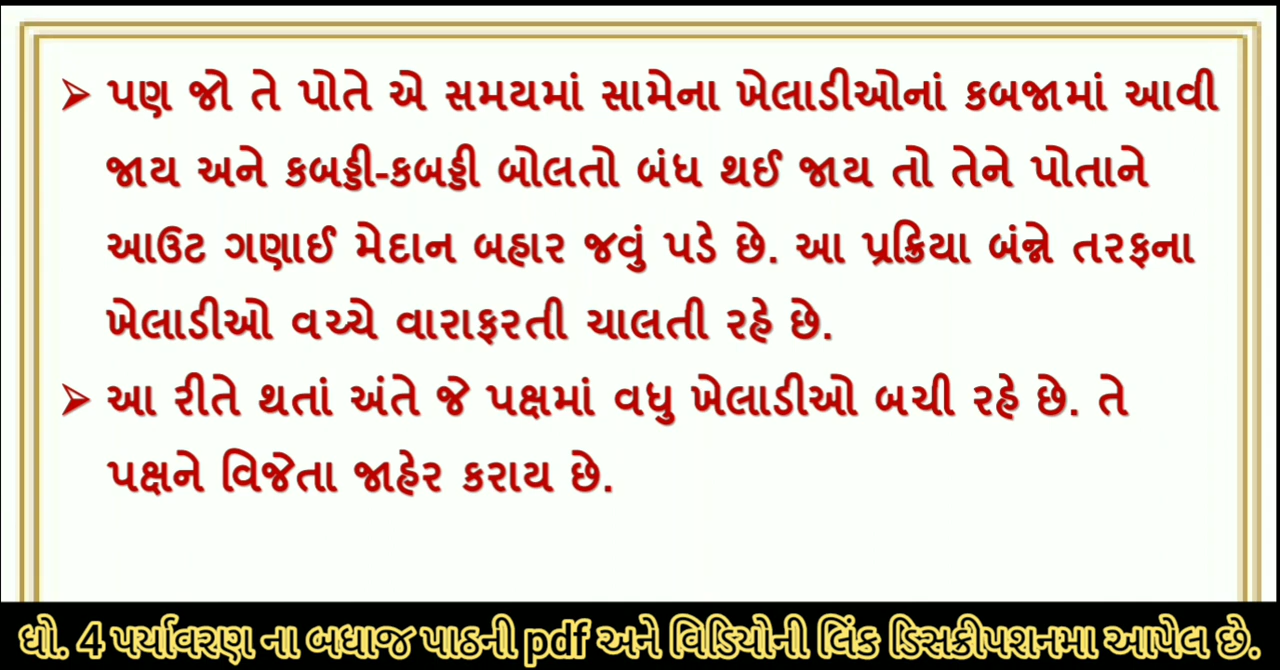 ➢ પણ જો તે પોતે એ સમયમાં સામેના ખેલાડીઓનાં કબજામાં આવી
જાય અને કબડ્ડી-કબડ્ડી બોલતો બંધ થઈ જાય તો તેને પોતાને
આઉટ ગણાઈ મેદાન બહાર જવું પડે છે. આ પ્રક્રિયા બંન્ને તરફના
ખેલાડીઓ વચ્ચે વારાફરતી ચાલતી રહે છે.
➢ આ રીતે થતાં અંતે જે પક્ષમાં વધુ ખેલાડીઓ બચી રહે છે. તે
પક્ષને વિજેતા જાહેર કરાય છે.
ધો. 4 પર્યાવરણ ના બધાજ પાઠની pdf અને વિડિયોની લિંક ડિસક્રીપશનમા આપેલ છે.